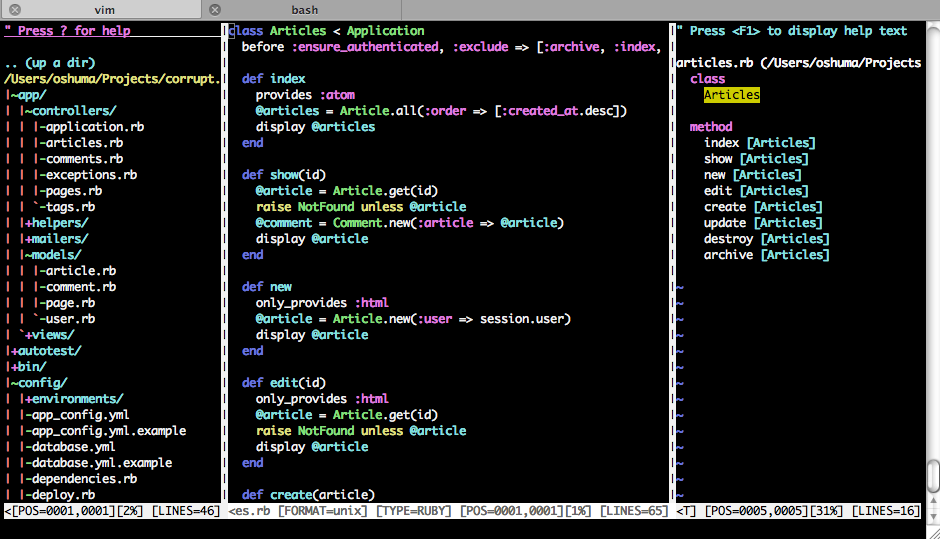 vim
bash
" Press ? for help
.. (up a dir)
/Users/oshuma/Projects/corrupt.
|~app/
| |~controllers/
| | |-application.rb
| | |-articles.rb
| | |-comments.rb
| | |-exceptions.rb
| | |-pages.rb
| | `-tags.rb
| |+helpers/
| |+mailers/
| |~models/
| | |-article.rb
| | |-comment.rb
| | |-page.rb
| | `-user.rb
| `+views/
|+autotest/
|+bin/
|~config/
| |+environments/
| |-app_config.yml
| |-app_config.yml.example
| |-database.yml
| |-database.yml.example
| |-dependencies.rb
| |-deploy.rb
<[POS=0001,0001][2%] [LINES=46]
class Articles < Application
before :ensure_authenticated, :exclude => [:archive, :index,
def index
provides :atom
@articles = Article.all(:order => [:created_at.desc])
display @articles
end
def show(id)
@article = Article.get(id)
raise NotFound unless @article
@comment = Comment.new(:article => @article)
display @article
end
def new
only_provides :html
@article = Article.new(:user => session.user)
display @article
end
def edit(id)
only_provides :html
@article = Article.get(id)
raise NotFound unless @article
display @article
end
def create(article)
<es.rb [FORMAT=unix] [TYPE=RUBY] [POS=0001,0001][1%] [LINES=65]
" Press <F1> to display help text
articles.rb (/Users/oshuma/Projects
class
Articles
method
index [Articles]
show [Articles]
new [Articles]
edit [Articles]
create [Articles]
update [Articles]
destroy [Articles]
archive [Articles]
~
~
~
~
~
~
~
~
~
~
~
~
~
~
<T] [POS=0005,0005][31%] [LINES=16]